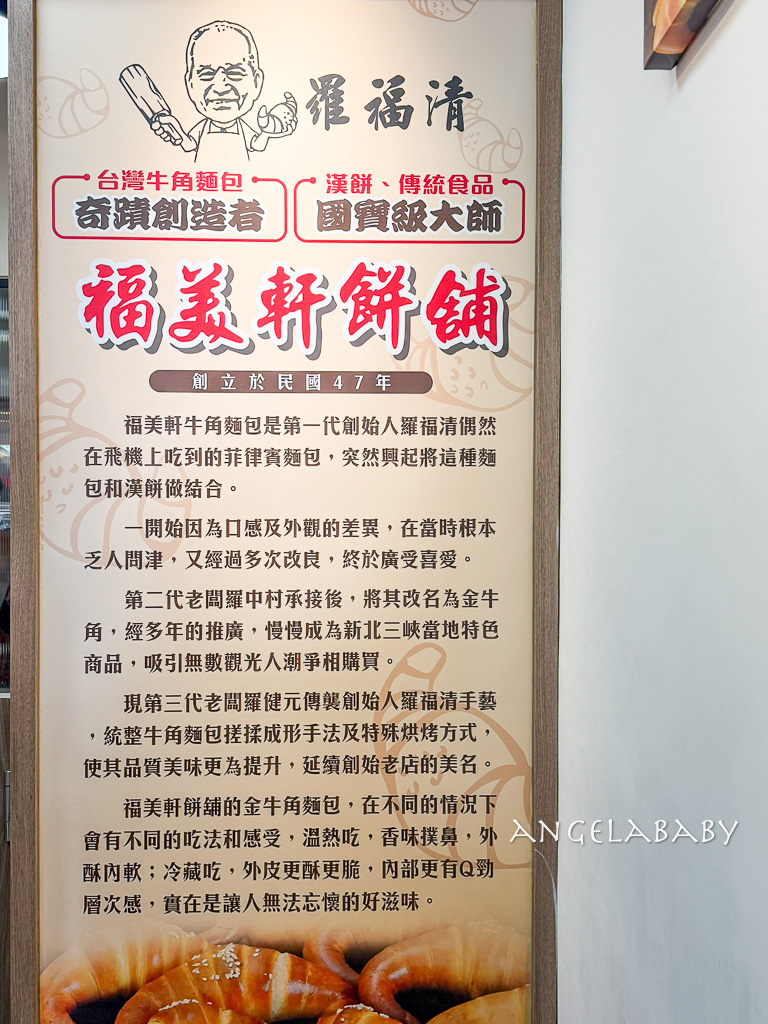 羅福清
台灣牛角麵包
奇蹟創造者
漢餅、傳統食品
國寶級大師
福美軒餅舖
創立於民國47年
福美軒牛角麵包是第一代創始人羅福清偶然
在飛機上吃到的菲律賓麵包，突然興起將這種麵
包和漢餅做結合。
一開始因為口感及外觀的差異，在當時根本
乏人問津，又經過多次改良，終於廣受喜愛。
第二代老闆羅中村承接後，將其改名為金牛
角，經多年的推廣，慢慢成為新北三峽當地特色
商品，吸引無數觀光人潮爭相購買。
現第三代老闆羅健元傳襲創始人羅福清手藝
，統整牛角麵包搓揉成形手法及特殊烘烤方式，
使其品質美味更為提升，延續創始老店的美名。
福美軒餅舖的金牛角麵包，在不同的情況下
會有不同的吃法和感受，溫熱吃，香味撲鼻，外
酥內軟；冷藏吃，外皮更酥更脆，內部更有Q勁
層次感，實在是讓人無法忘懷的好滋味。
ANGELABABY